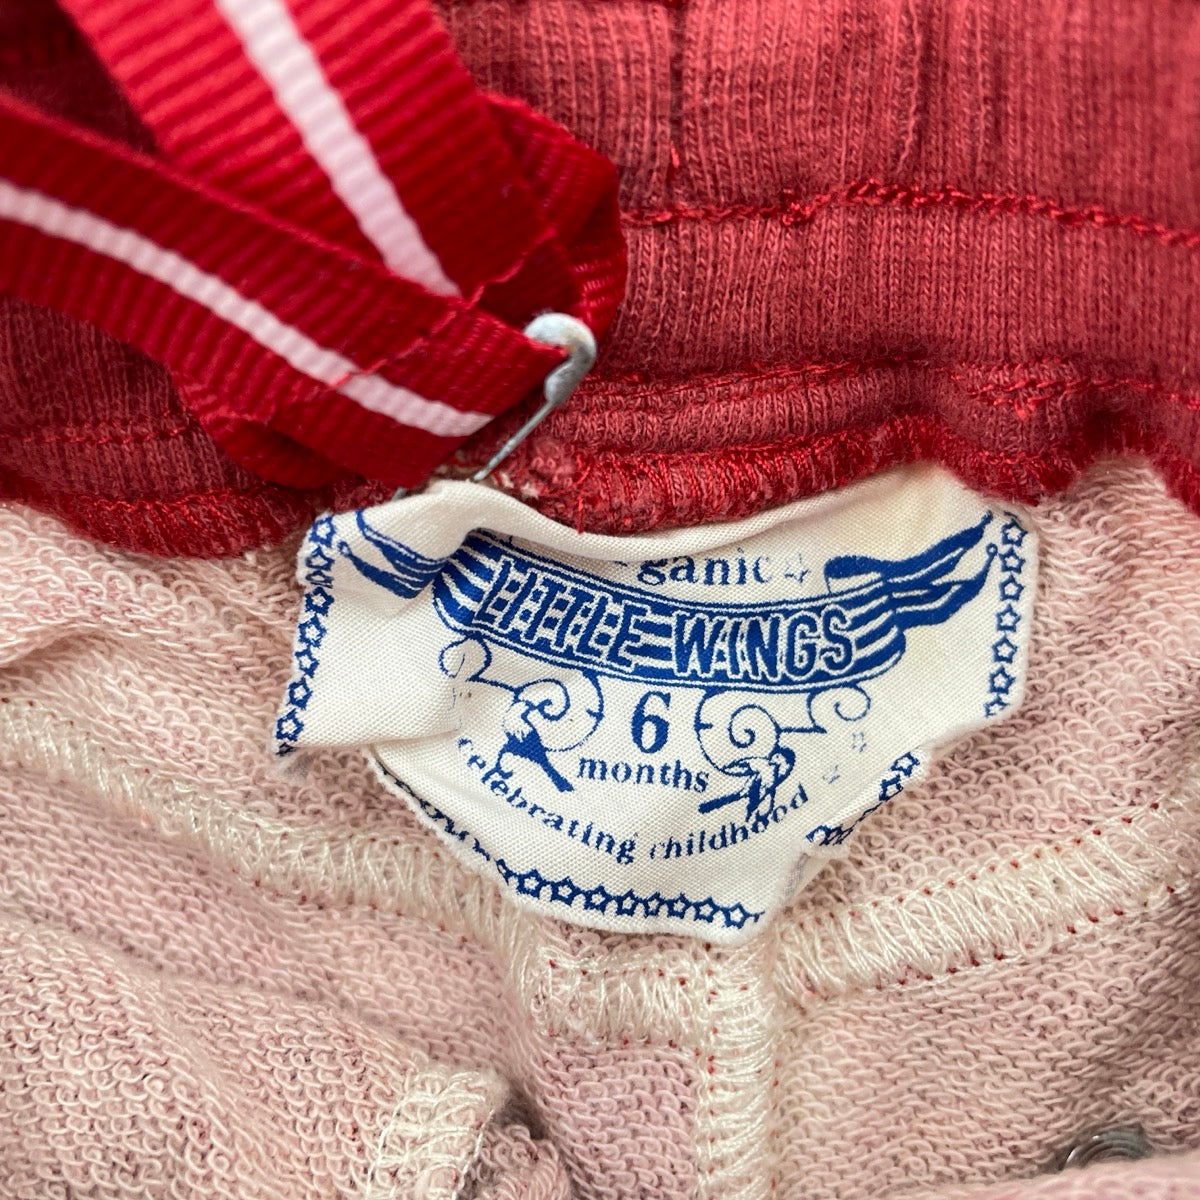 ganic
LITTLE WINGS
6
months
celebrating childhood